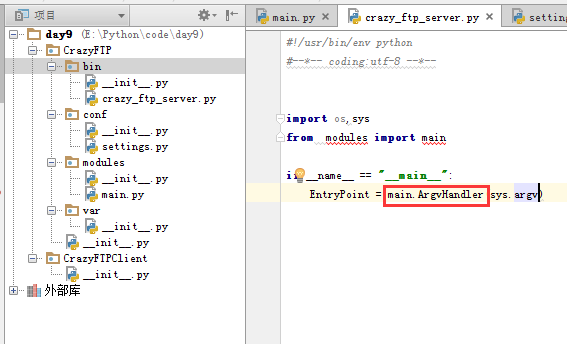 项目
day9 (E:\Python\code\day9)
CrazyFTP
bin
__init__.py
crazy_ftp_server.py
conf
__init__.py
settings.py
modules
__init__.py
main.py
var
__init__.py
__init__.py
CrazyFTPClient
__init__.py
外部库
main.py × crazy_ftp_server.py ×
#!/usr/bin/env python
#--*-- coding:utf-8 --*--
import os,sys
from modules import main
if __name__ == "__main__":
EntryPoint = main.ArgvHandler sys.argv)